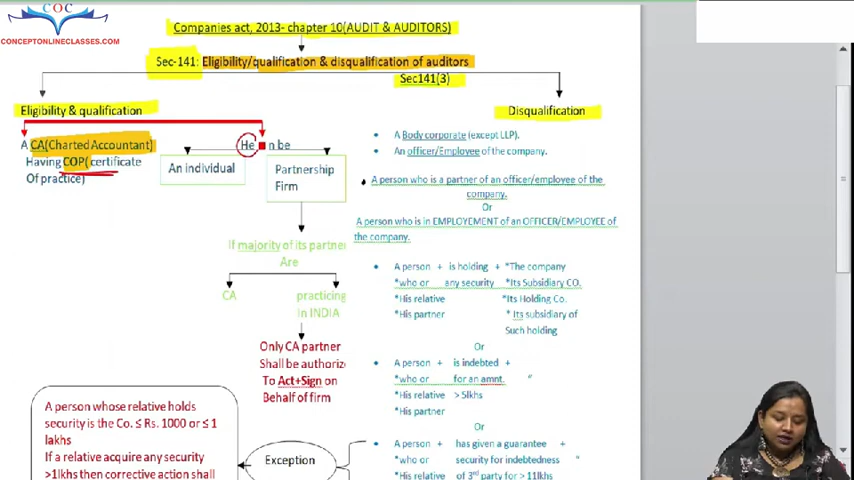 COC
CONCEPTONLINECLASSES.COM
Companies act, 2013- chapter 10(AUDIT & AUDITORS)
Sec-141: Eligibility/qualification & disqualification of auditors
Sec141(3)
Eligibility & qualification
Disqualification
A CA(Charted Accountant)
Having COP( certificate
Of practice)
He n be
An individual
Partnership
Firm
If majority of its partner
Are
CA
practicing
in INDIA
Only CA partner
Shall be authorize
To Act+Sign on
Behalf of firm
A person whose relative holds
security is the Co. ≤ Rs. 1000 or ≤ 1
lakhs
If a relative acquire any security
>1lkhs then corrective action shall
Exception
• A Body corporate (except LLP).
• An officer/Employee of the company.
A person who is a partner of an officer/employee of the
company.
Or
A person who is in EMPLOYEMENT of an OFFICER/EMPLOYEE of
the company.
• A person + is holding + *The company
*who or any security *Its Subsidiary CO.
*His relative *Its Holding Co.
*His partner * Its subsidiary of
Such holding
Or
• A person + is indebted +
*who or for an amnt. "
*His relative > 5lkhs
*His partner
Or
• A person + has given a guarantee +
*who or security for indebtedness "
*His relative of 3rd party for > 11khs